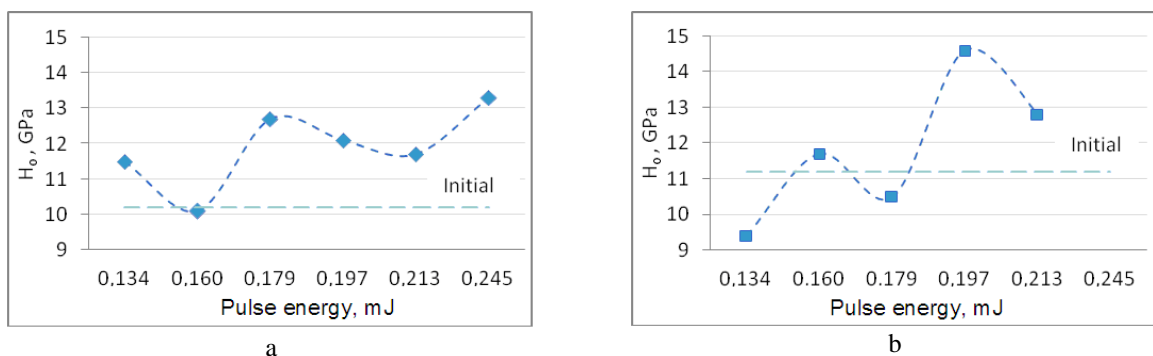 15
14
13
12
11
10
9
H₀, GPa
Initial
0,134 0,160 0,179 0,197 0,213 0,245
Pulse energy, mJ
a
15
14
13
12
11
10
9
H₀, GPa
Initial
0,134 0,160 0,179 0,197 0,213 0,245
Pulse energy, mJ
b